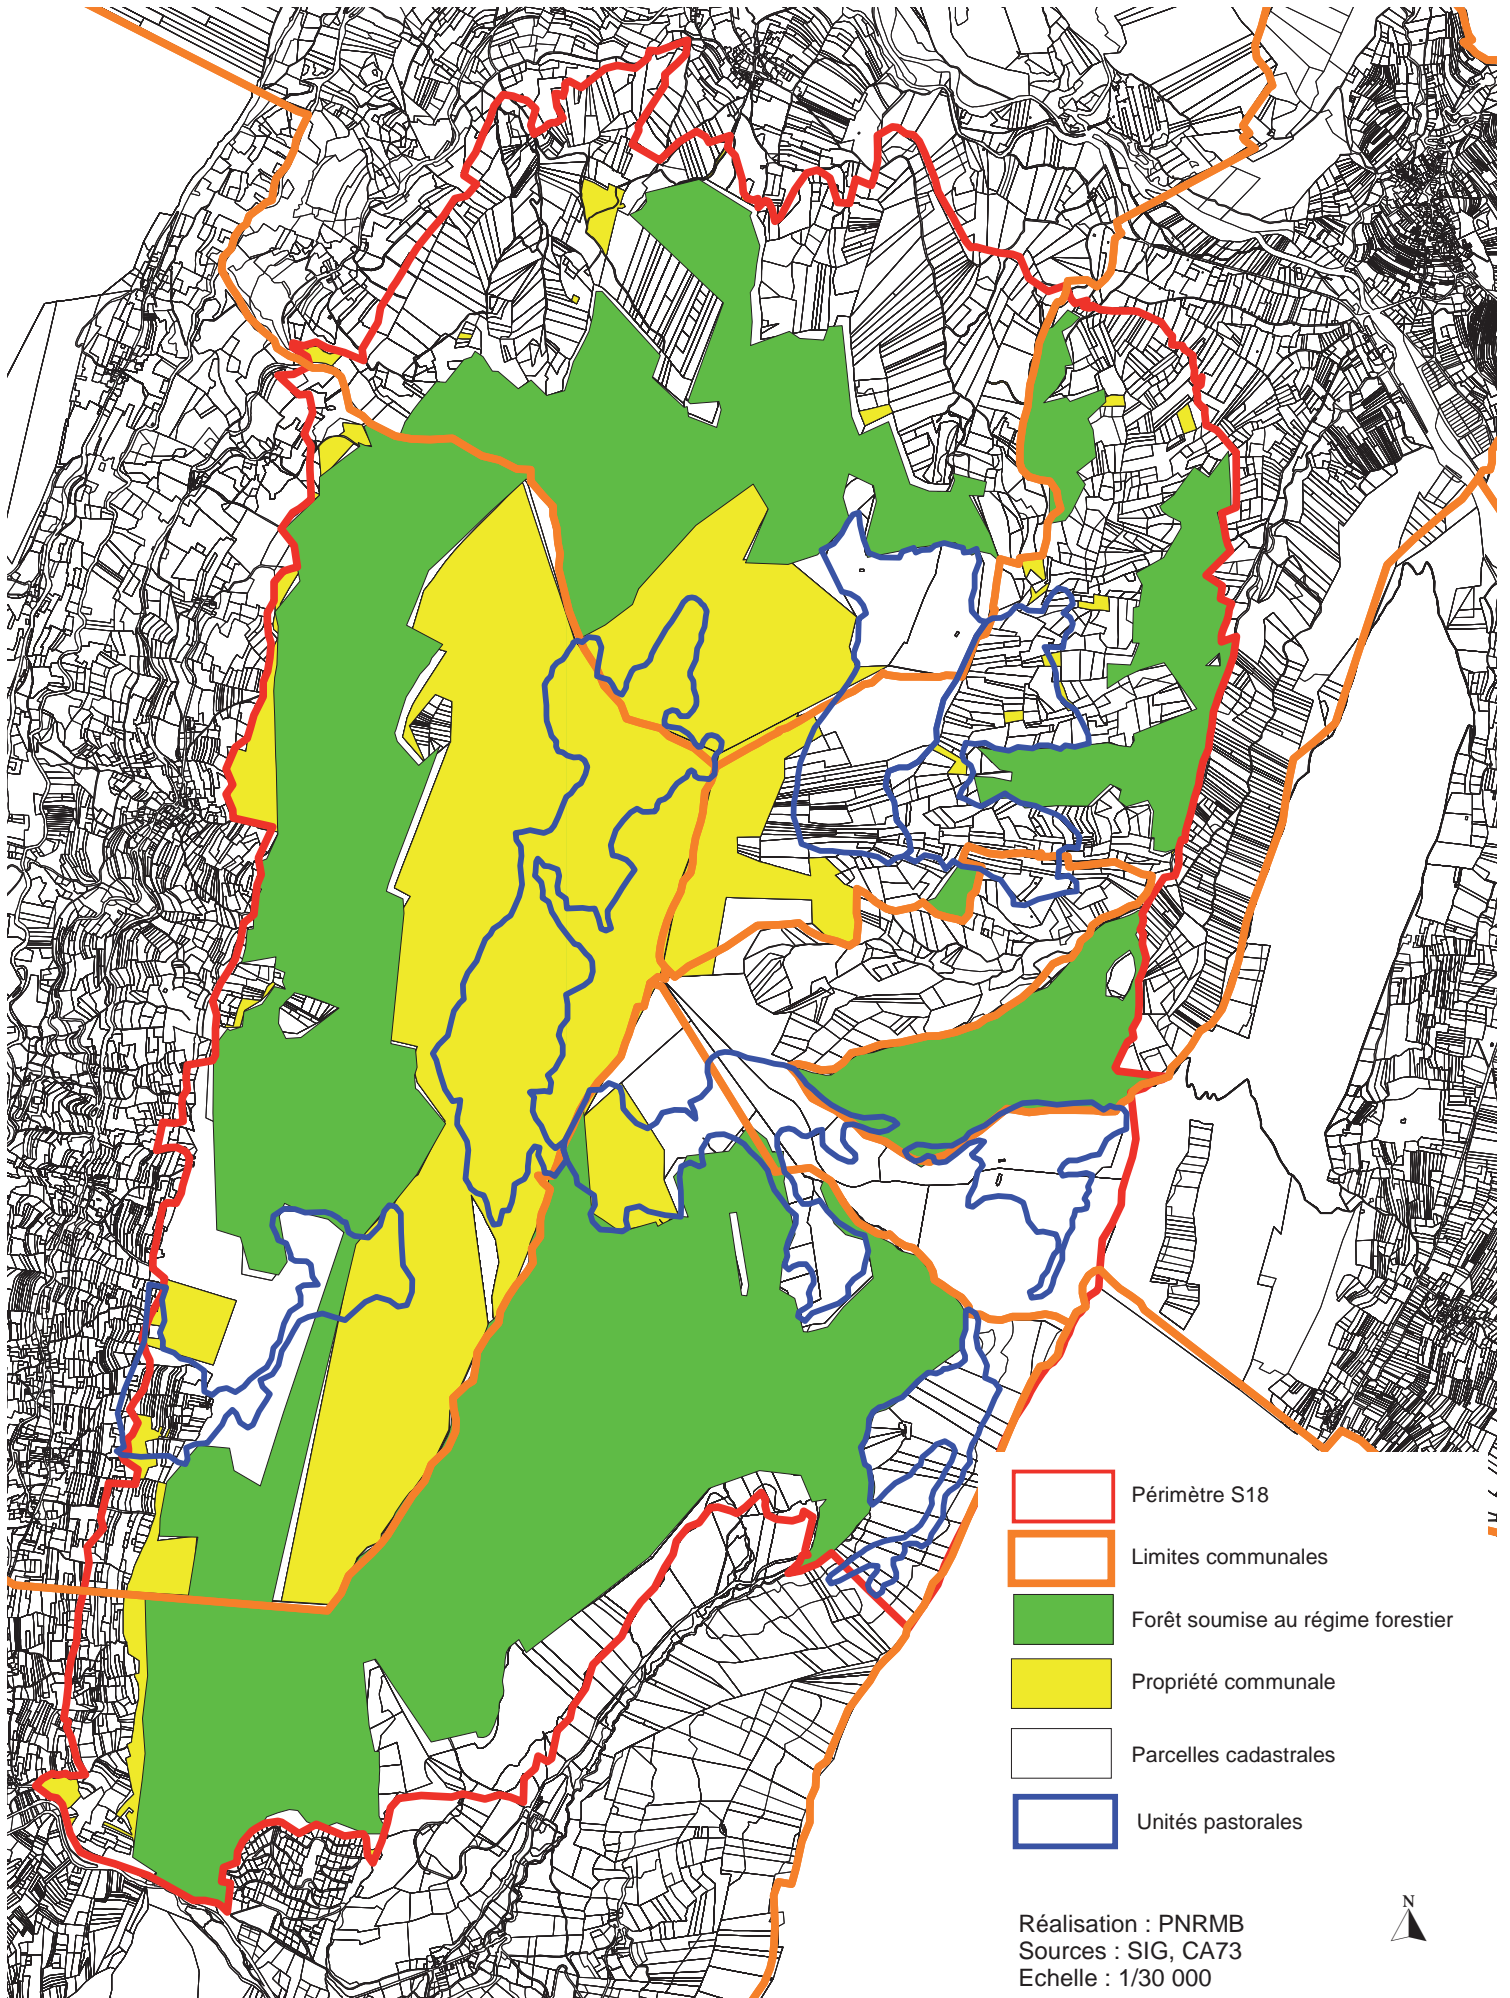 Périmètre S18
Limites communales
Forêt soumise au régime forestier
Propriété communale
Parcelles cadastrales
Unités pastorales
N
Réalisation : PNRMB
Sources : SIG, CA73
Echelle : 1/30 000